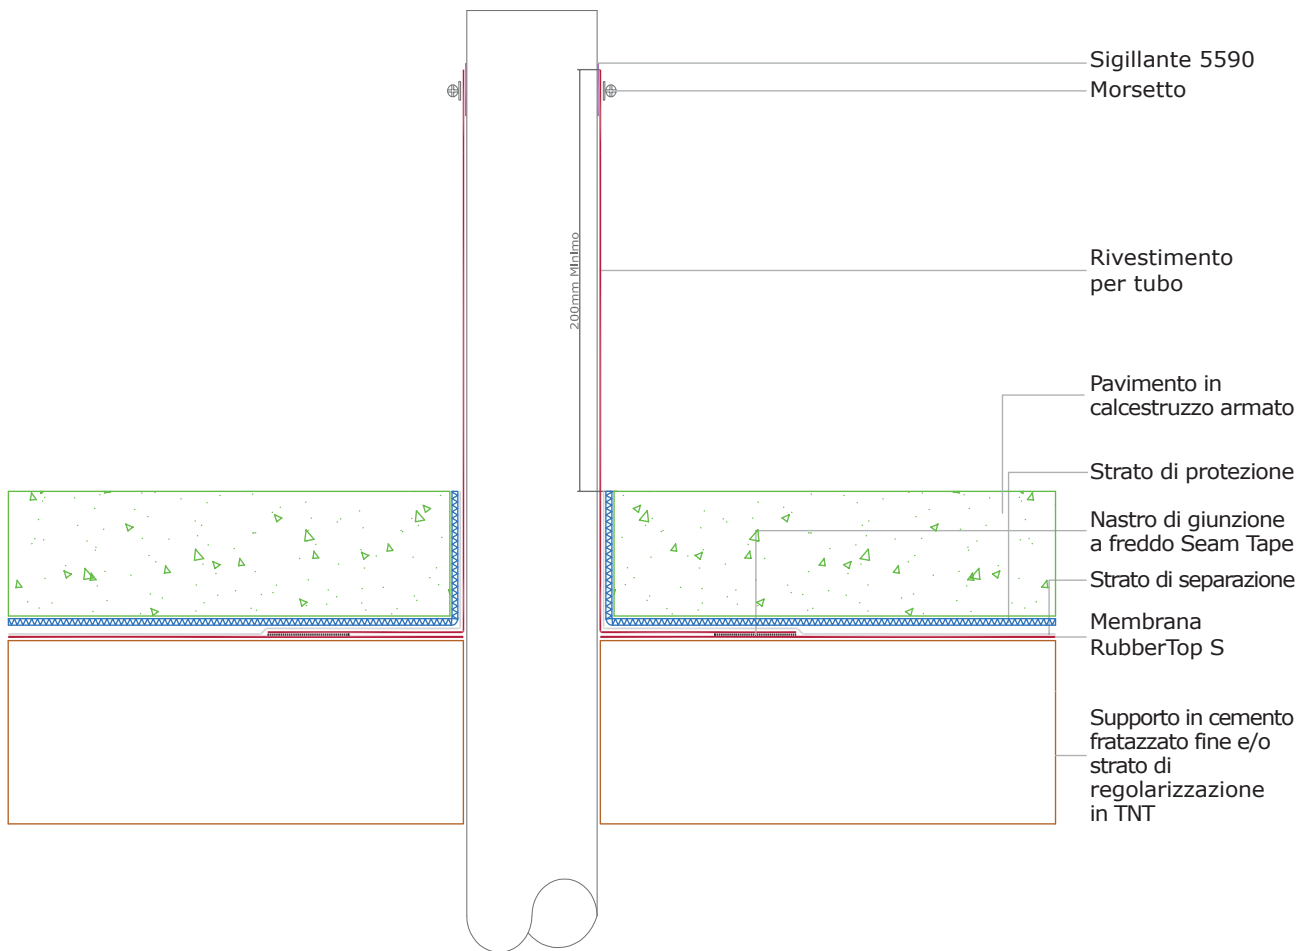 Sigillante 5590
Morsetto
200mm Minimo
Rivestimento
per tubo
Pavimento in
calcestruzzo armato
Strato di protezione
Nastro di giunzione
a freddo Seam Tape
Strato di separazione
Membrana
RubberTop S
Supporto in cemento
fratazzato fine e/o
strato di
regolarizzazione
in TNT